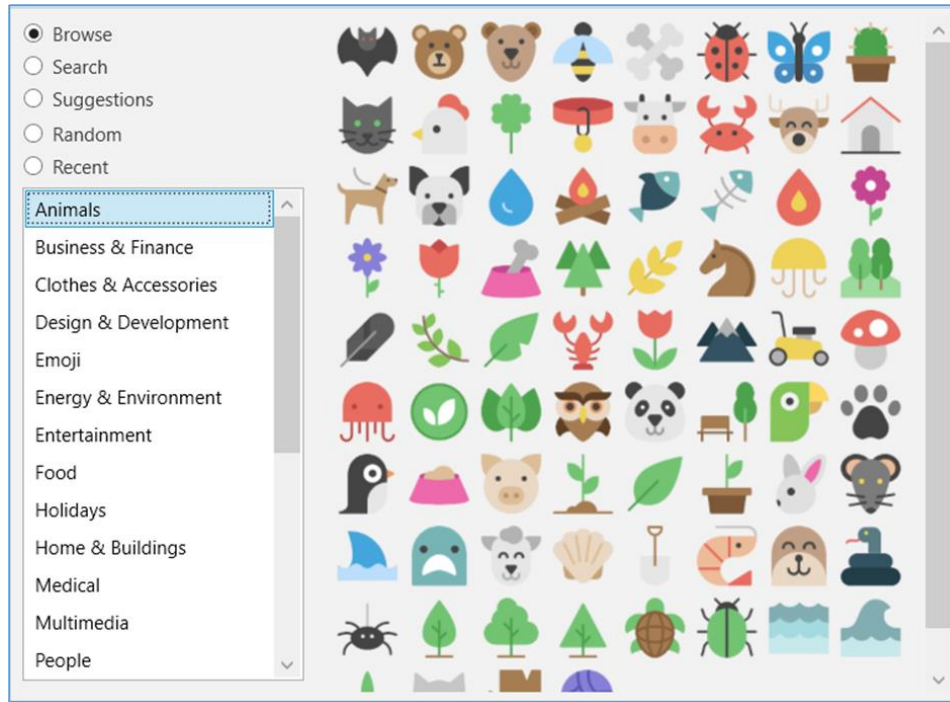 Browse
Search
Suggestions
Random
Recent
Animals
Business & Finance
Clothes & Accessories
Design & Development
Emoji
Energy & Environment
Entertainment
Food
Holidays
Home & Buildings
Medical
Multimedia
People